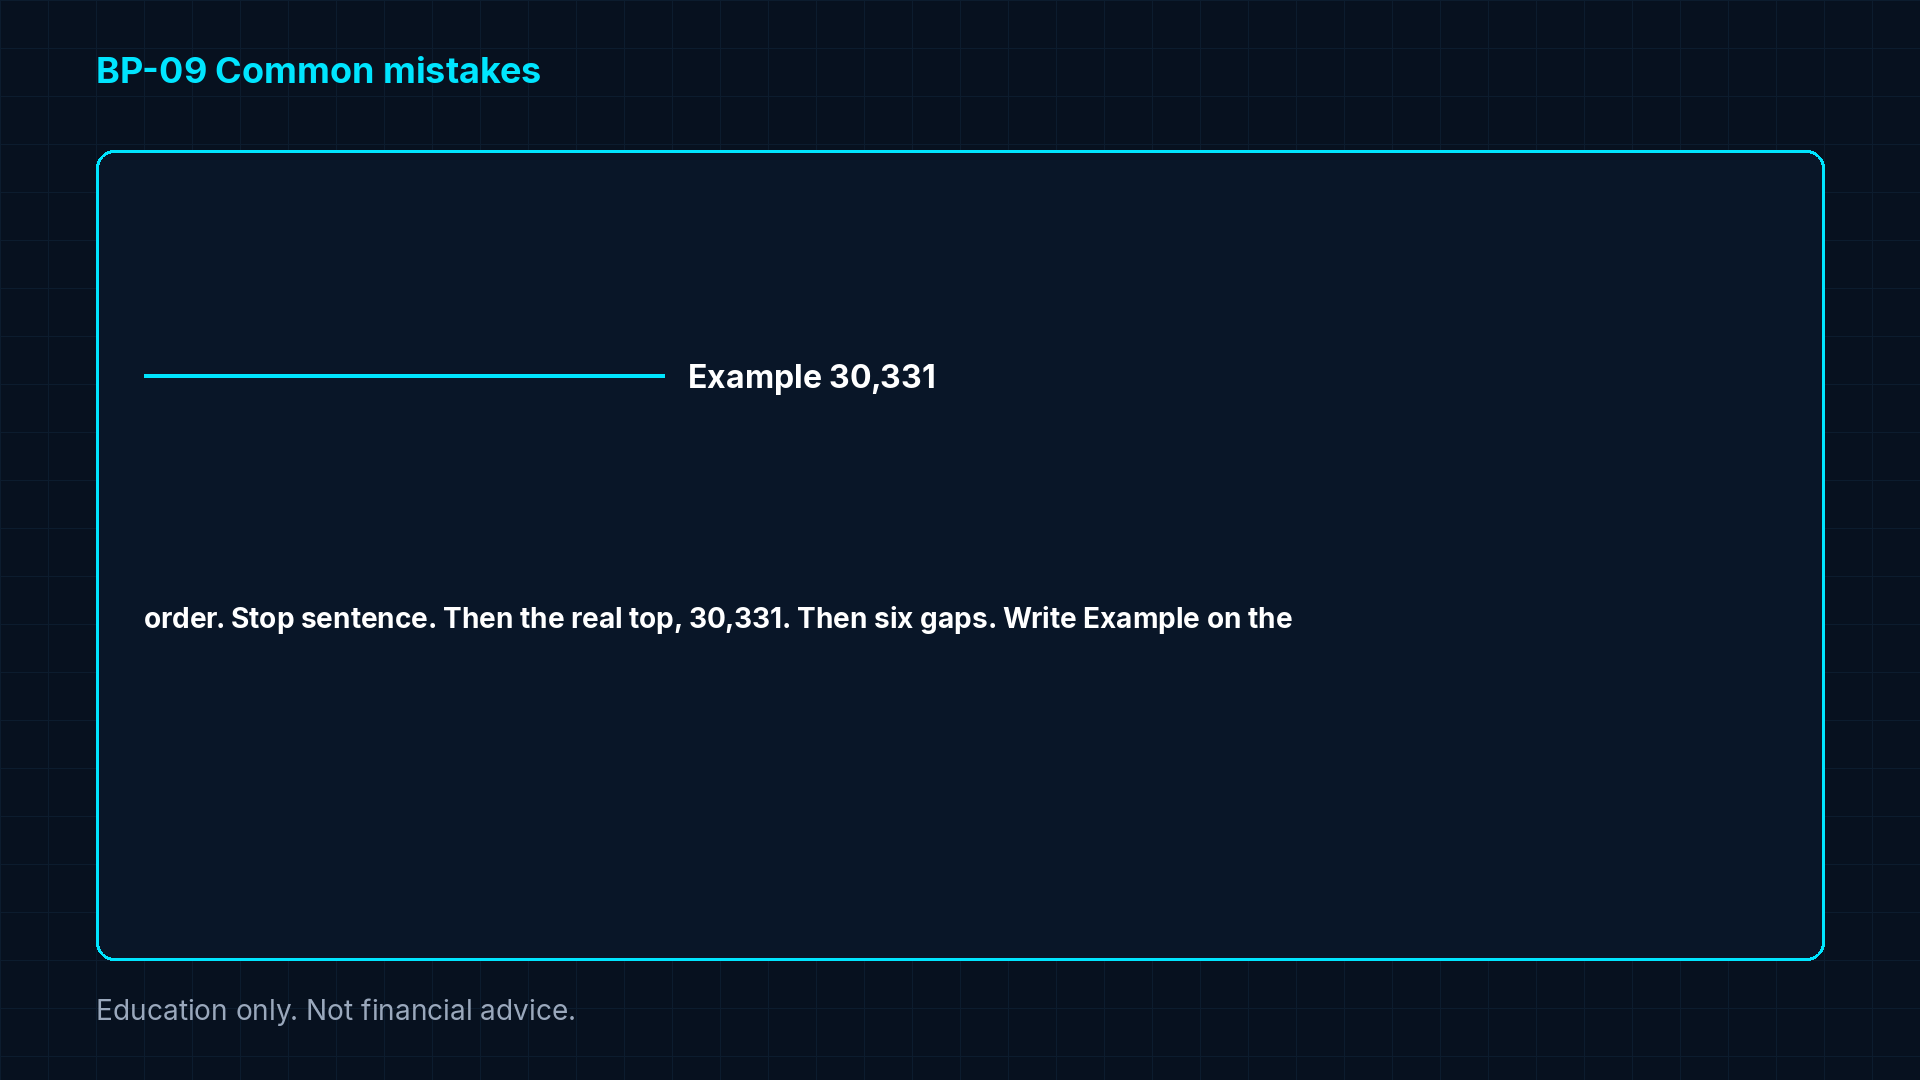 BP-09 Common mistakes
Example 30,331
order. Stop sentence. Then the real top, 30,331. Then six gaps. Write Example on the
Education only. Not financial advice.